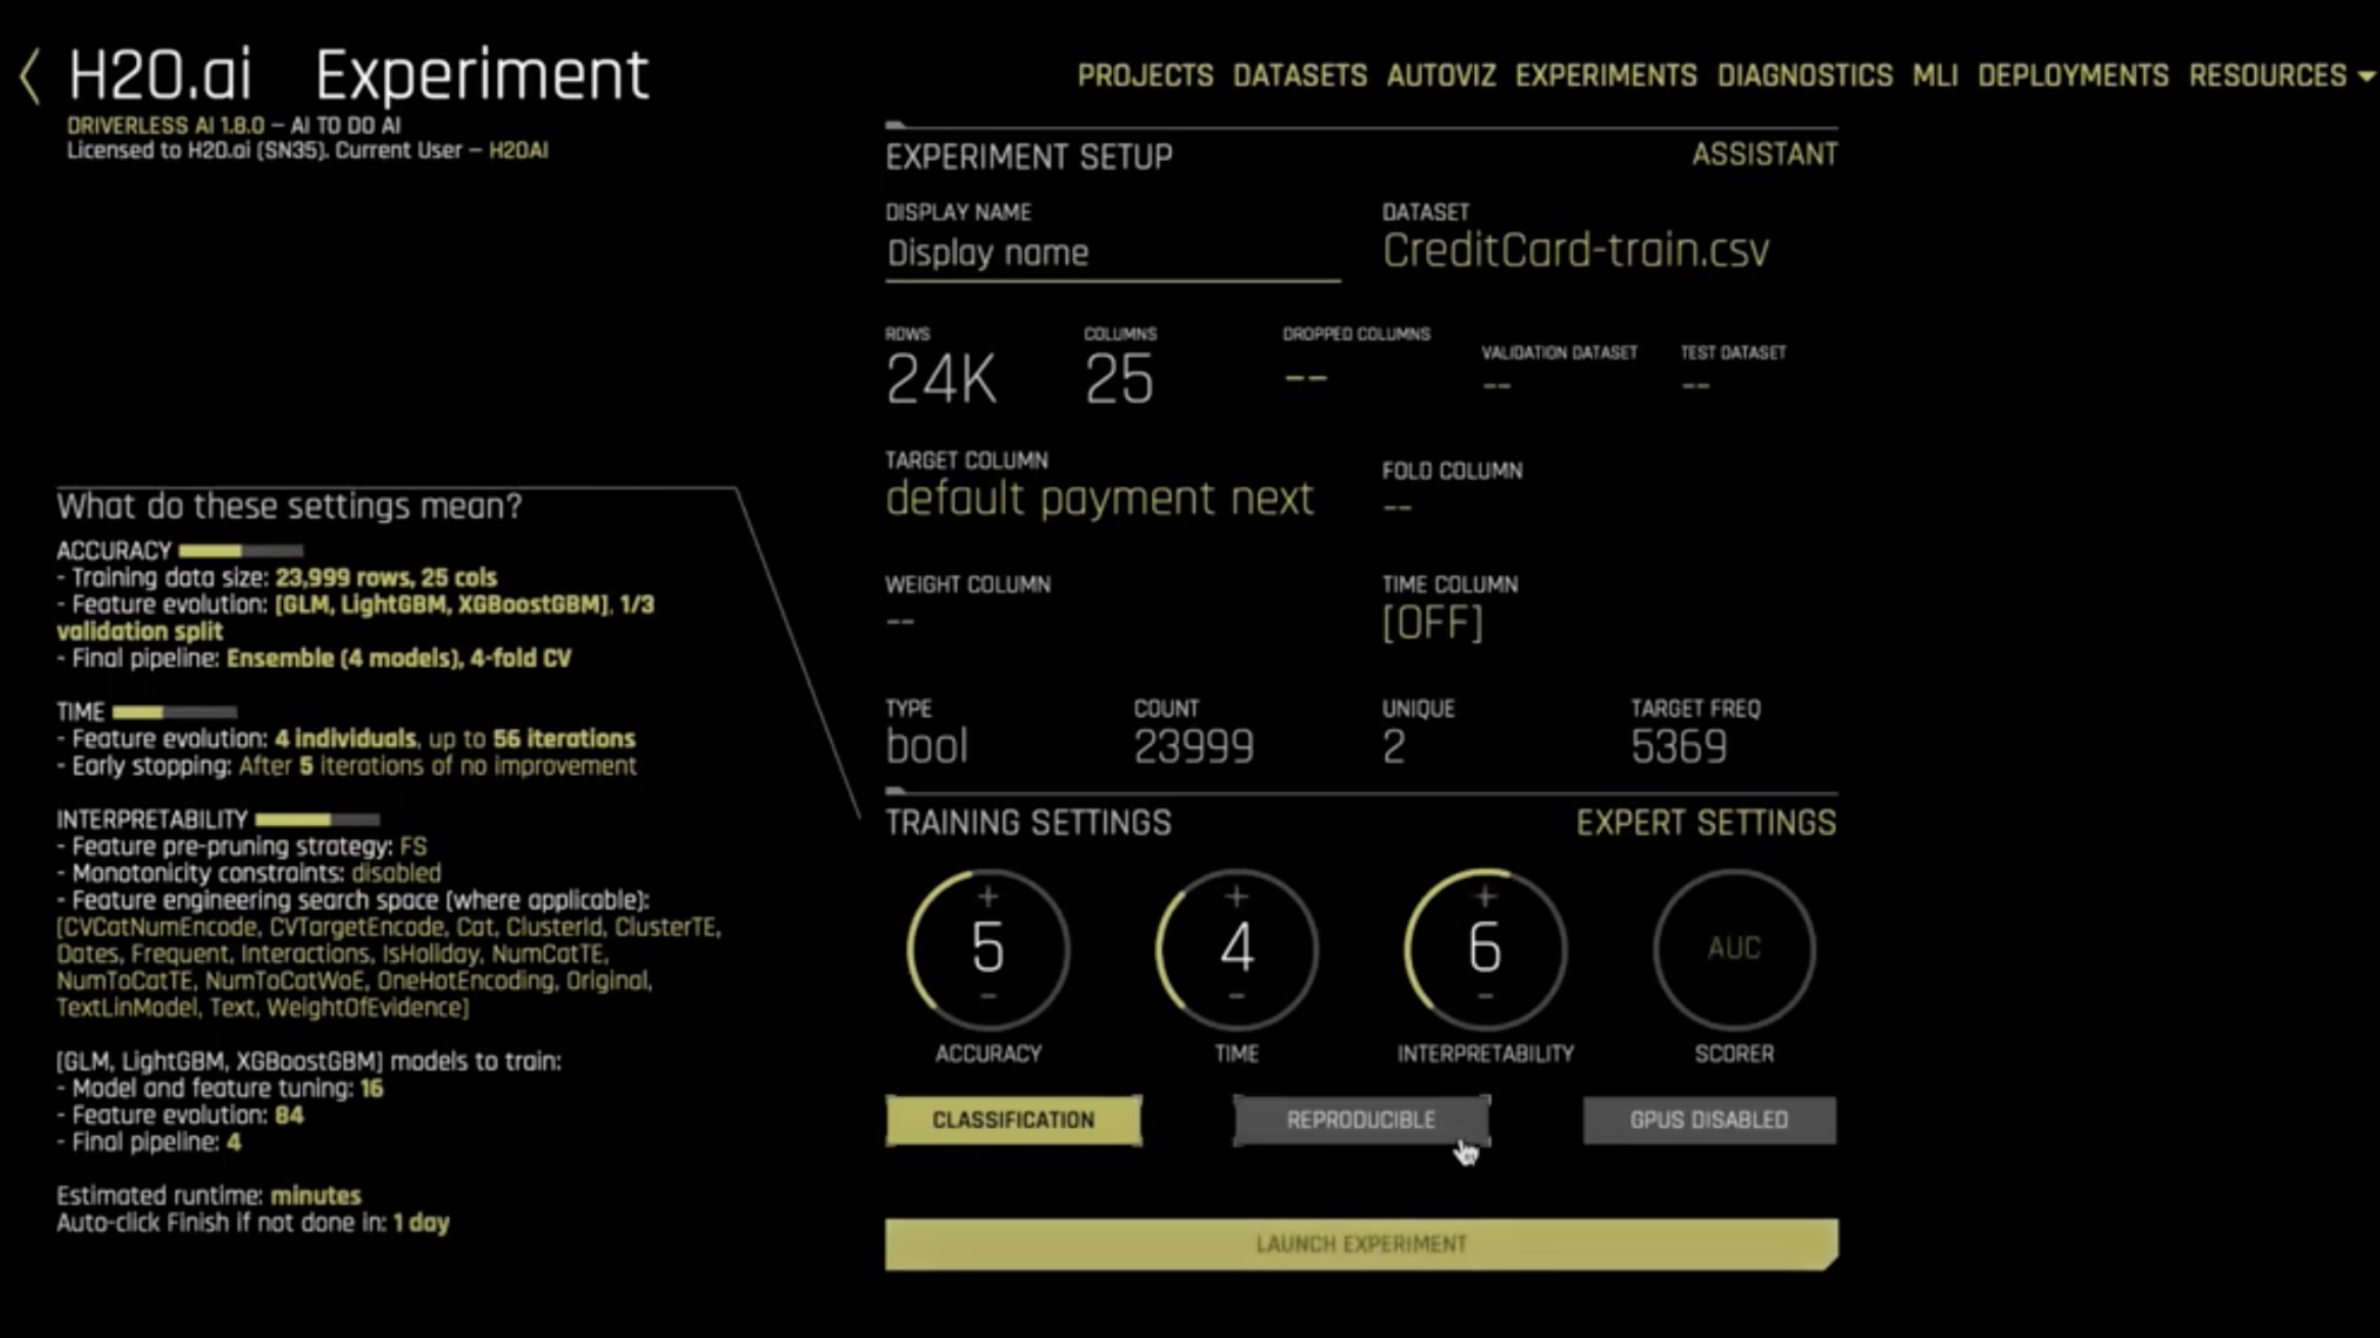 H2O.ai Experiment
DRIVERLESS AI 1.8.0 – AI TO DO AI
Licensed to H2O.ai (SN35). Current User – H2OAI
PROJECTS DATASETS AUTOVIZ EXPERIMENTS DIAGNOSTICS MLI DEPLOYMENTS RESOURCES
EXPERIMENT SETUP ASSISTANT
DISPLAY NAME DATASET
Display name CreditCard-train.csv
ROWS COLUMNS DROPPED COLUMNS VALIDATION DATASET TEST DATASET
24K 25 -- -- --
TARGET COLUMN FOLD COLUMN
default payment next --
WEIGHT COLUMN TIME COLUMN
-- [OFF]
TYPE COUNT UNIQUE TARGET FREQ
bool 23999 2 5369
What do these settings mean?
ACCURACY
- Training data size: 23,999 rows, 25 cols
- Feature evolution: [GLM, LightGBM, XGBoostGBM], 1/3
validation split
- Final pipeline: Ensemble (4 models), 4-fold CV
TIME
- Feature evolution: 4 individuals, up to 56 iterations
- Early stopping: After 5 iterations of no improvement
INTERPRETABILITY
- Feature pre-pruning strategy: FS
- Monotonicity constraints: disabled
- Feature engineering search space (where applicable):
[CVCatNumEncode, CVTargetEncode, Cat, ClusterId, ClusterTE,
Dates, Frequent, Interactions, IsHoliday, NumCatTE,
NumToCatTE, NumToCatWoE, OneHotEncoding, Original,
TextLinModel, Text, WeightOfEvidence]
[GLM, LightGBM, XGBoostGBM] models to train:
- Model and feature tuning: 16
- Feature evolution: 84
- Final pipeline: 4
Estimated runtime: minutes
Auto-click Finish if not done in: 1 day
TRAINING SETTINGS EXPERT SETTINGS
+ + +
5 4 6 AUC
- - -
ACCURACY TIME INTERPRETABILITY SCORER
CLASSIFICATION REPRODUCIBLE GPUS DISABLED
LAUNCH EXPERIMENT